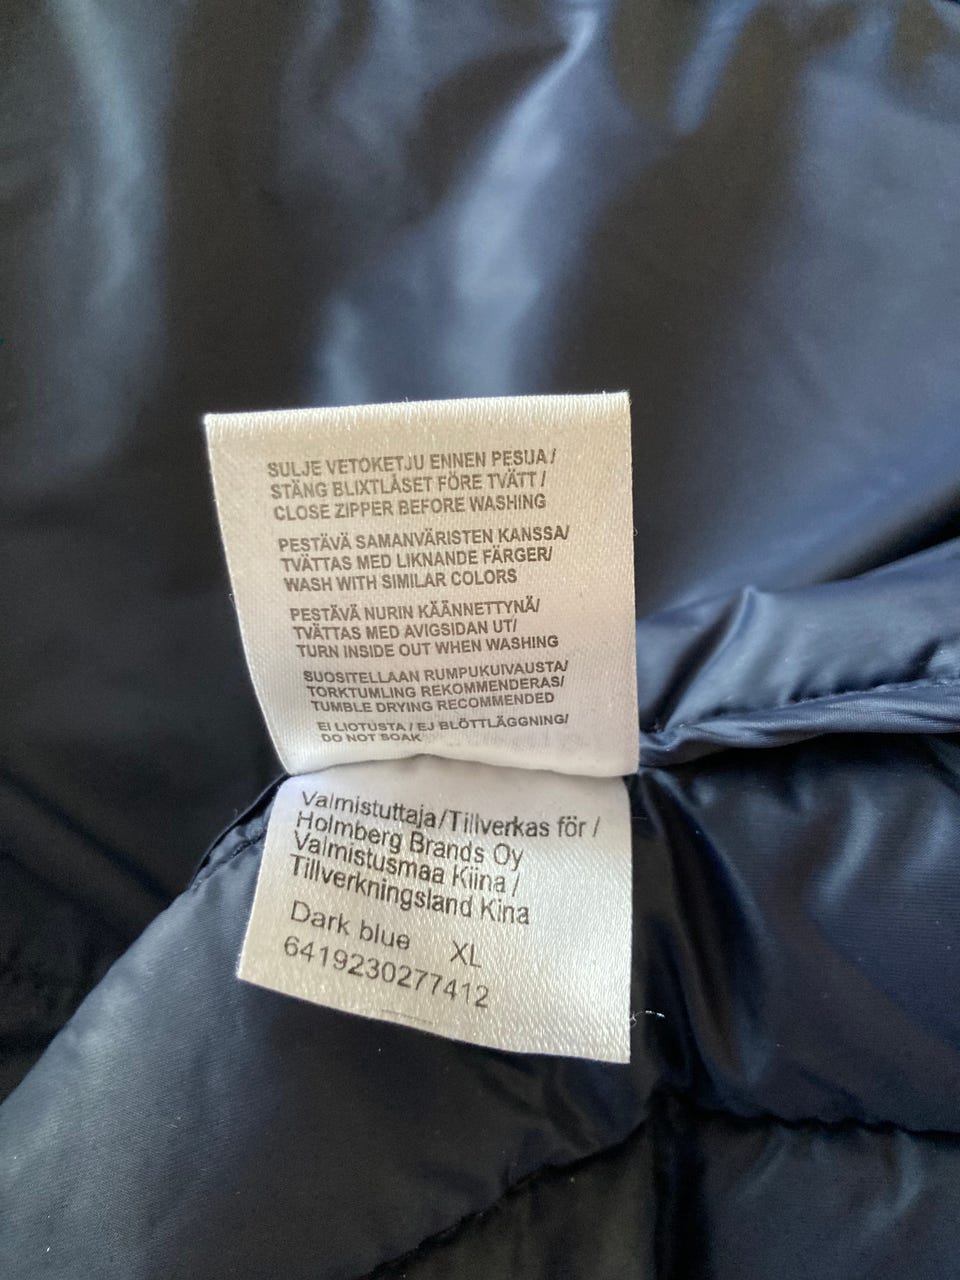 SULJE VETOKETJU ENNEN PESUA/
STÄNG BLIXTLÅSET FÖRE TVÄTT/
CLOSE ZIPPER BEFORE WASHING
PESTÄVÄ SAMANVÄRISTEN KANSSA/
TVÄTTAS MED LIKNANDE FÄRGER/
WASH WITH SIMILAR COLORS
PESTÄVÄ NURIN KÄÄNNETTYNÄ/
TVÄTTAS MED AVIGSIDAN UT/
TURN INSIDE OUT WHEN WASHING
SUOSITELLAAN RUMPUKUIVAUSTA/
TORKTUMLING REKOMMENDERAS/
TUMBLE DRYING RECOMMENDED
EI LIOTUSTA / EJ BLÖTTLÄGGNING/
DO NOT SOAK
Valmistuttaja/Tillverkas för /
Holmberg Brands Oy
Valmistusmaa Kiina /
Tillverkningsland Kina
Dark blue XL
6419230277412